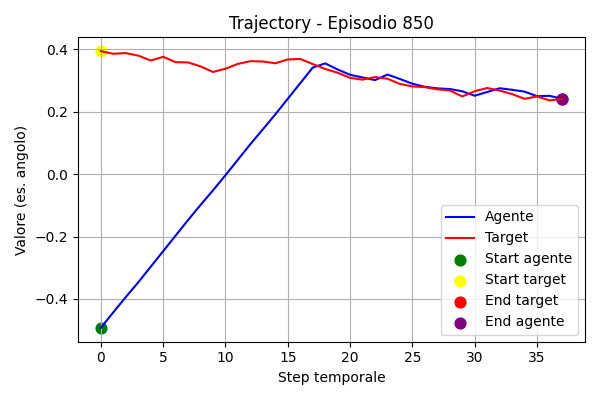 Trajectory - Episodio 850
Valore (es. angolo)
0.4
0.2
0.0
−0.2
−0.4
Agente
Target
Start agente
Start target
End target
End agente
0 5 10 15 20 25 30 35
Step temporale